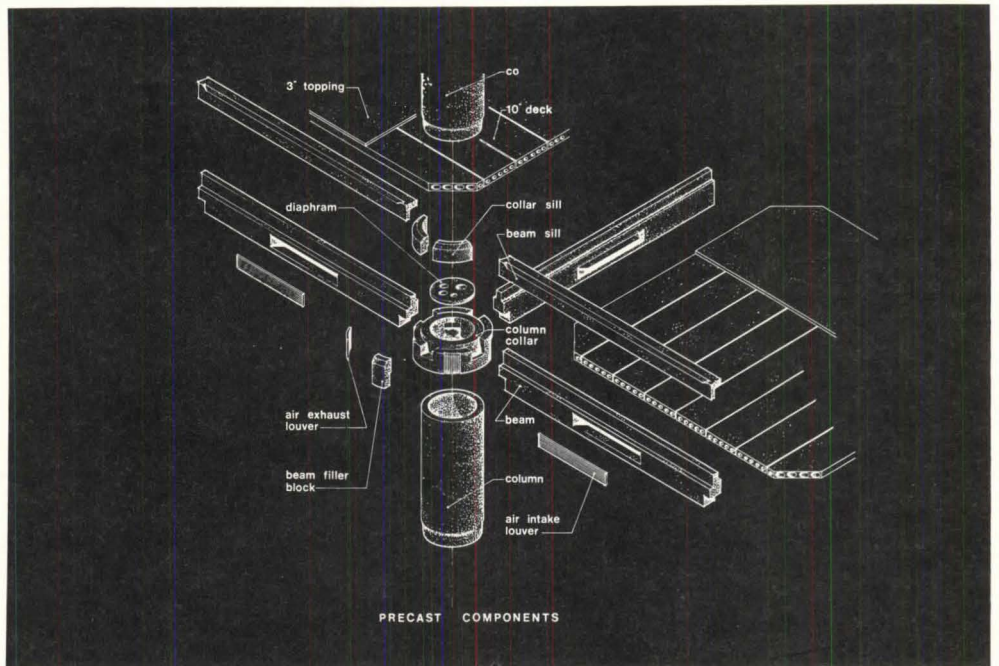 co
3" topping
10" deck
diaphram
collar sill
beam sill
column
collar
air exhaust
louver
beam
beam filler
block
column
air intake
louver
PRECAST COMPONENTS